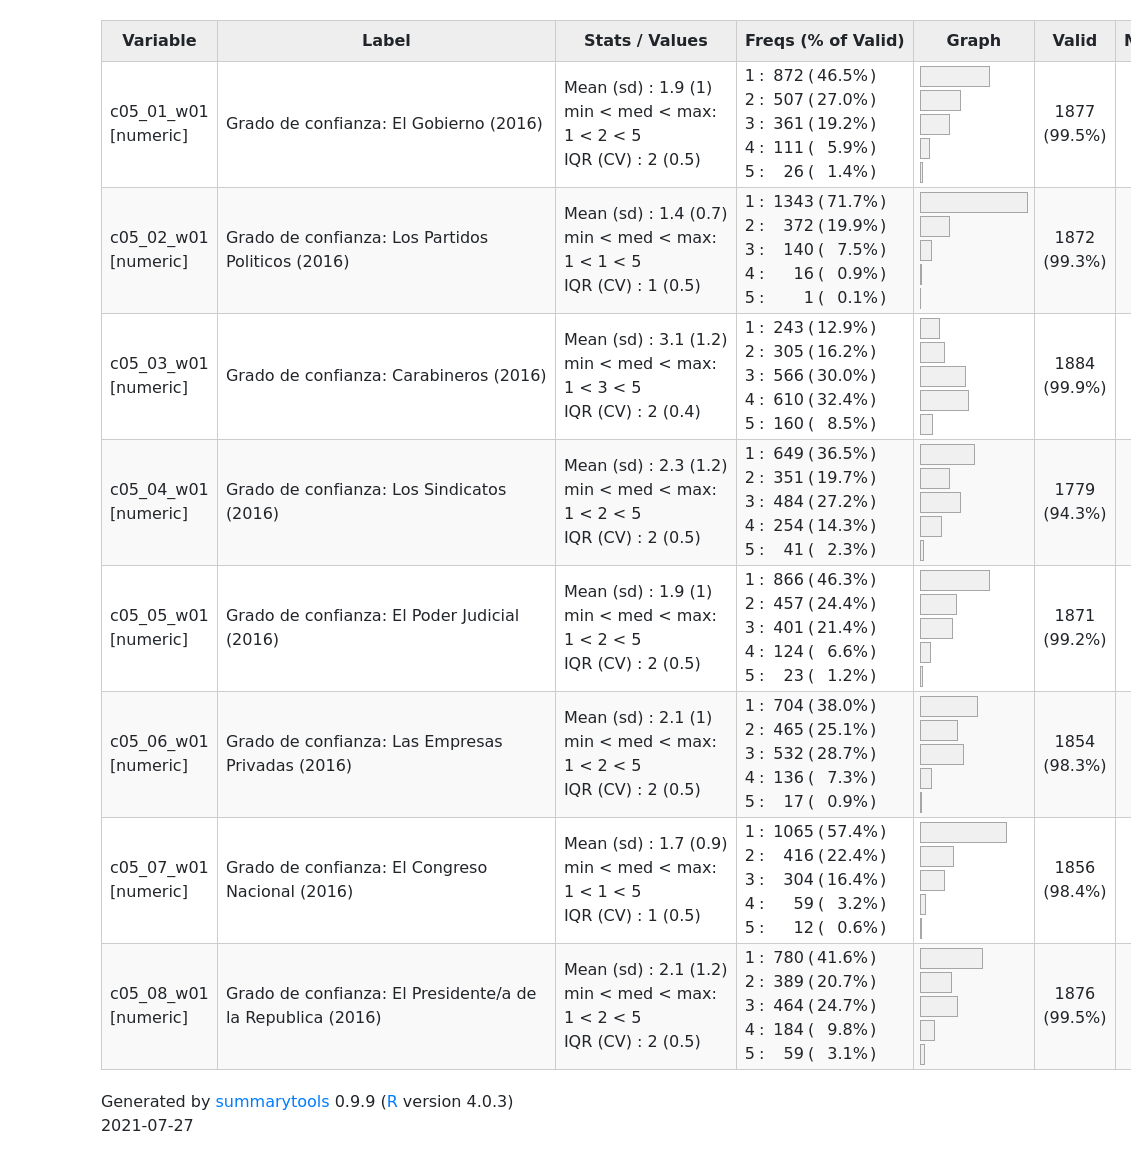 Variable Label Stats / Values Freqs (% of Valid) Graph Valid
c05_01_w01
[numeric]
Grado de confianza: El Gobierno (2016)
Mean (sd) : 1.9 (1)
min < med < max:
1 < 2 < 5
IQR (CV) : 2 (0.5)
1 : 872 ( 46.5% )
2 : 507 ( 27.0% )
3 : 361 ( 19.2% )
4 : 111 ( 5.9% )
5 : 26 ( 1.4% )
1877
(99.5%)
c05_02_w01
[numeric]
Grado de confianza: Los Partidos
Politicos (2016)
Mean (sd) : 1.4 (0.7)
min < med < max:
1 < 1 < 5
IQR (CV) : 1 (0.5)
1 : 1343 ( 71.7% )
2 : 372 ( 19.9% )
3 : 140 ( 7.5% )
4 : 16 ( 0.9% )
5 : 1 ( 0.1% )
1872
(99.3%)
c05_03_w01
[numeric]
Grado de confianza: Carabineros (2016)
Mean (sd) : 3.1 (1.2)
min < med < max:
1 < 3 < 5
IQR (CV) : 2 (0.4)
1 : 243 ( 12.9% )
2 : 305 ( 16.2% )
3 : 566 ( 30.0% )
4 : 610 ( 32.4% )
5 : 160 ( 8.5% )
1884
(99.9%)
c05_04_w01
[numeric]
Grado de confianza: Los Sindicatos
(2016)
Mean (sd) : 2.3 (1.2)
min < med < max:
1 < 2 < 5
IQR (CV) : 2 (0.5)
1 : 649 ( 36.5% )
2 : 351 ( 19.7% )
3 : 484 ( 27.2% )
4 : 254 ( 14.3% )
5 : 41 ( 2.3% )
1779
(94.3%)
c05_05_w01
[numeric]
Grado de confianza: El Poder Judicial
(2016)
Mean (sd) : 1.9 (1)
min < med < max:
1 < 2 < 5
IQR (CV) : 2 (0.5)
1 : 866 ( 46.3% )
2 : 457 ( 24.4% )
3 : 401 ( 21.4% )
4 : 124 ( 6.6% )
5 : 23 ( 1.2% )
1871
(99.2%)
c05_06_w01
[numeric]
Grado de confianza: Las Empresas
Privadas (2016)
Mean (sd) : 2.1 (1)
min < med < max:
1 < 2 < 5
IQR (CV) : 2 (0.5)
1 : 704 ( 38.0% )
2 : 465 ( 25.1% )
3 : 532 ( 28.7% )
4 : 136 ( 7.3% )
5 : 17 ( 0.9% )
1854
(98.3%)
c05_07_w01
[numeric]
Grado de confianza: El Congreso
Nacional (2016)
Mean (sd) : 1.7 (0.9)
min < med < max:
1 < 1 < 5
IQR (CV) : 1 (0.5)
1 : 1065 ( 57.4% )
2 : 416 ( 22.4% )
3 : 304 ( 16.4% )
4 : 59 ( 3.2% )
5 : 12 ( 0.6% )
1856
(98.4%)
c05_08_w01
[numeric]
Grado de confianza: El Presidente/a de
la Republica (2016)
Mean (sd) : 2.1 (1.2)
min < med < max:
1 < 2 < 5
IQR (CV) : 2 (0.5)
1 : 780 ( 41.6% )
2 : 389 ( 20.7% )
3 : 464 ( 24.7% )
4 : 184 ( 9.8% )
5 : 59 ( 3.1% )
1876
(99.5%)
Generated by summarytools 0.9.9 (R version 4.0.3)
2021-07-27